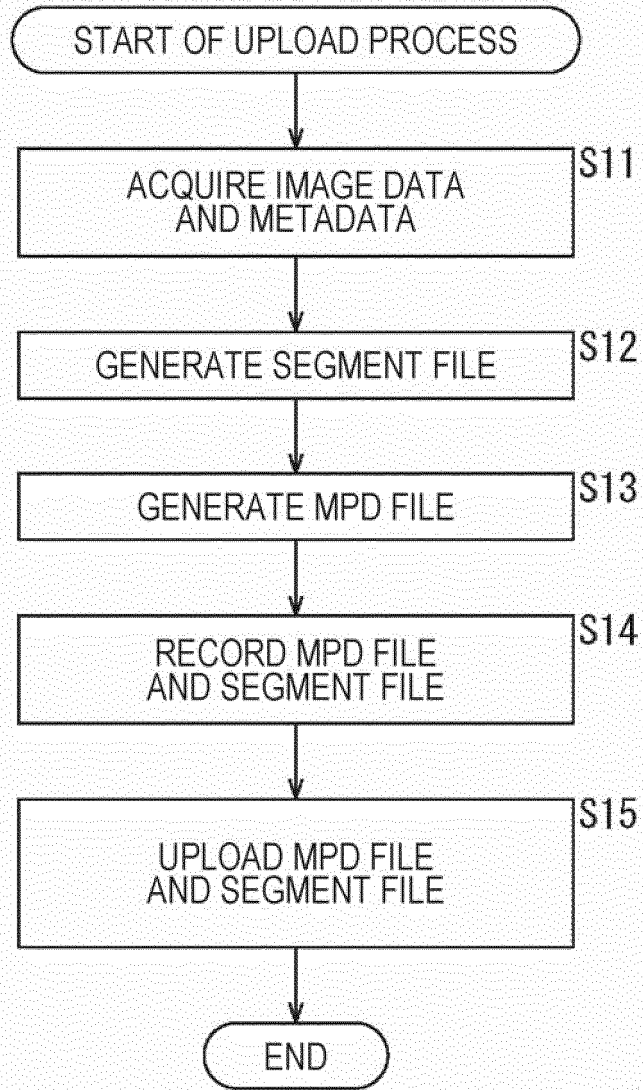 START OF UPLOAD PROCESS
S11
ACQUIRE IMAGE DATA
AND METADATA
S12
GENERATE SEGMENT FILE
S13
GENERATE MPD FILE
S14
RECORD MPD FILE
AND SEGMENT FILE
S15
UPLOAD MPD FILE
AND SEGMENT FILE
END